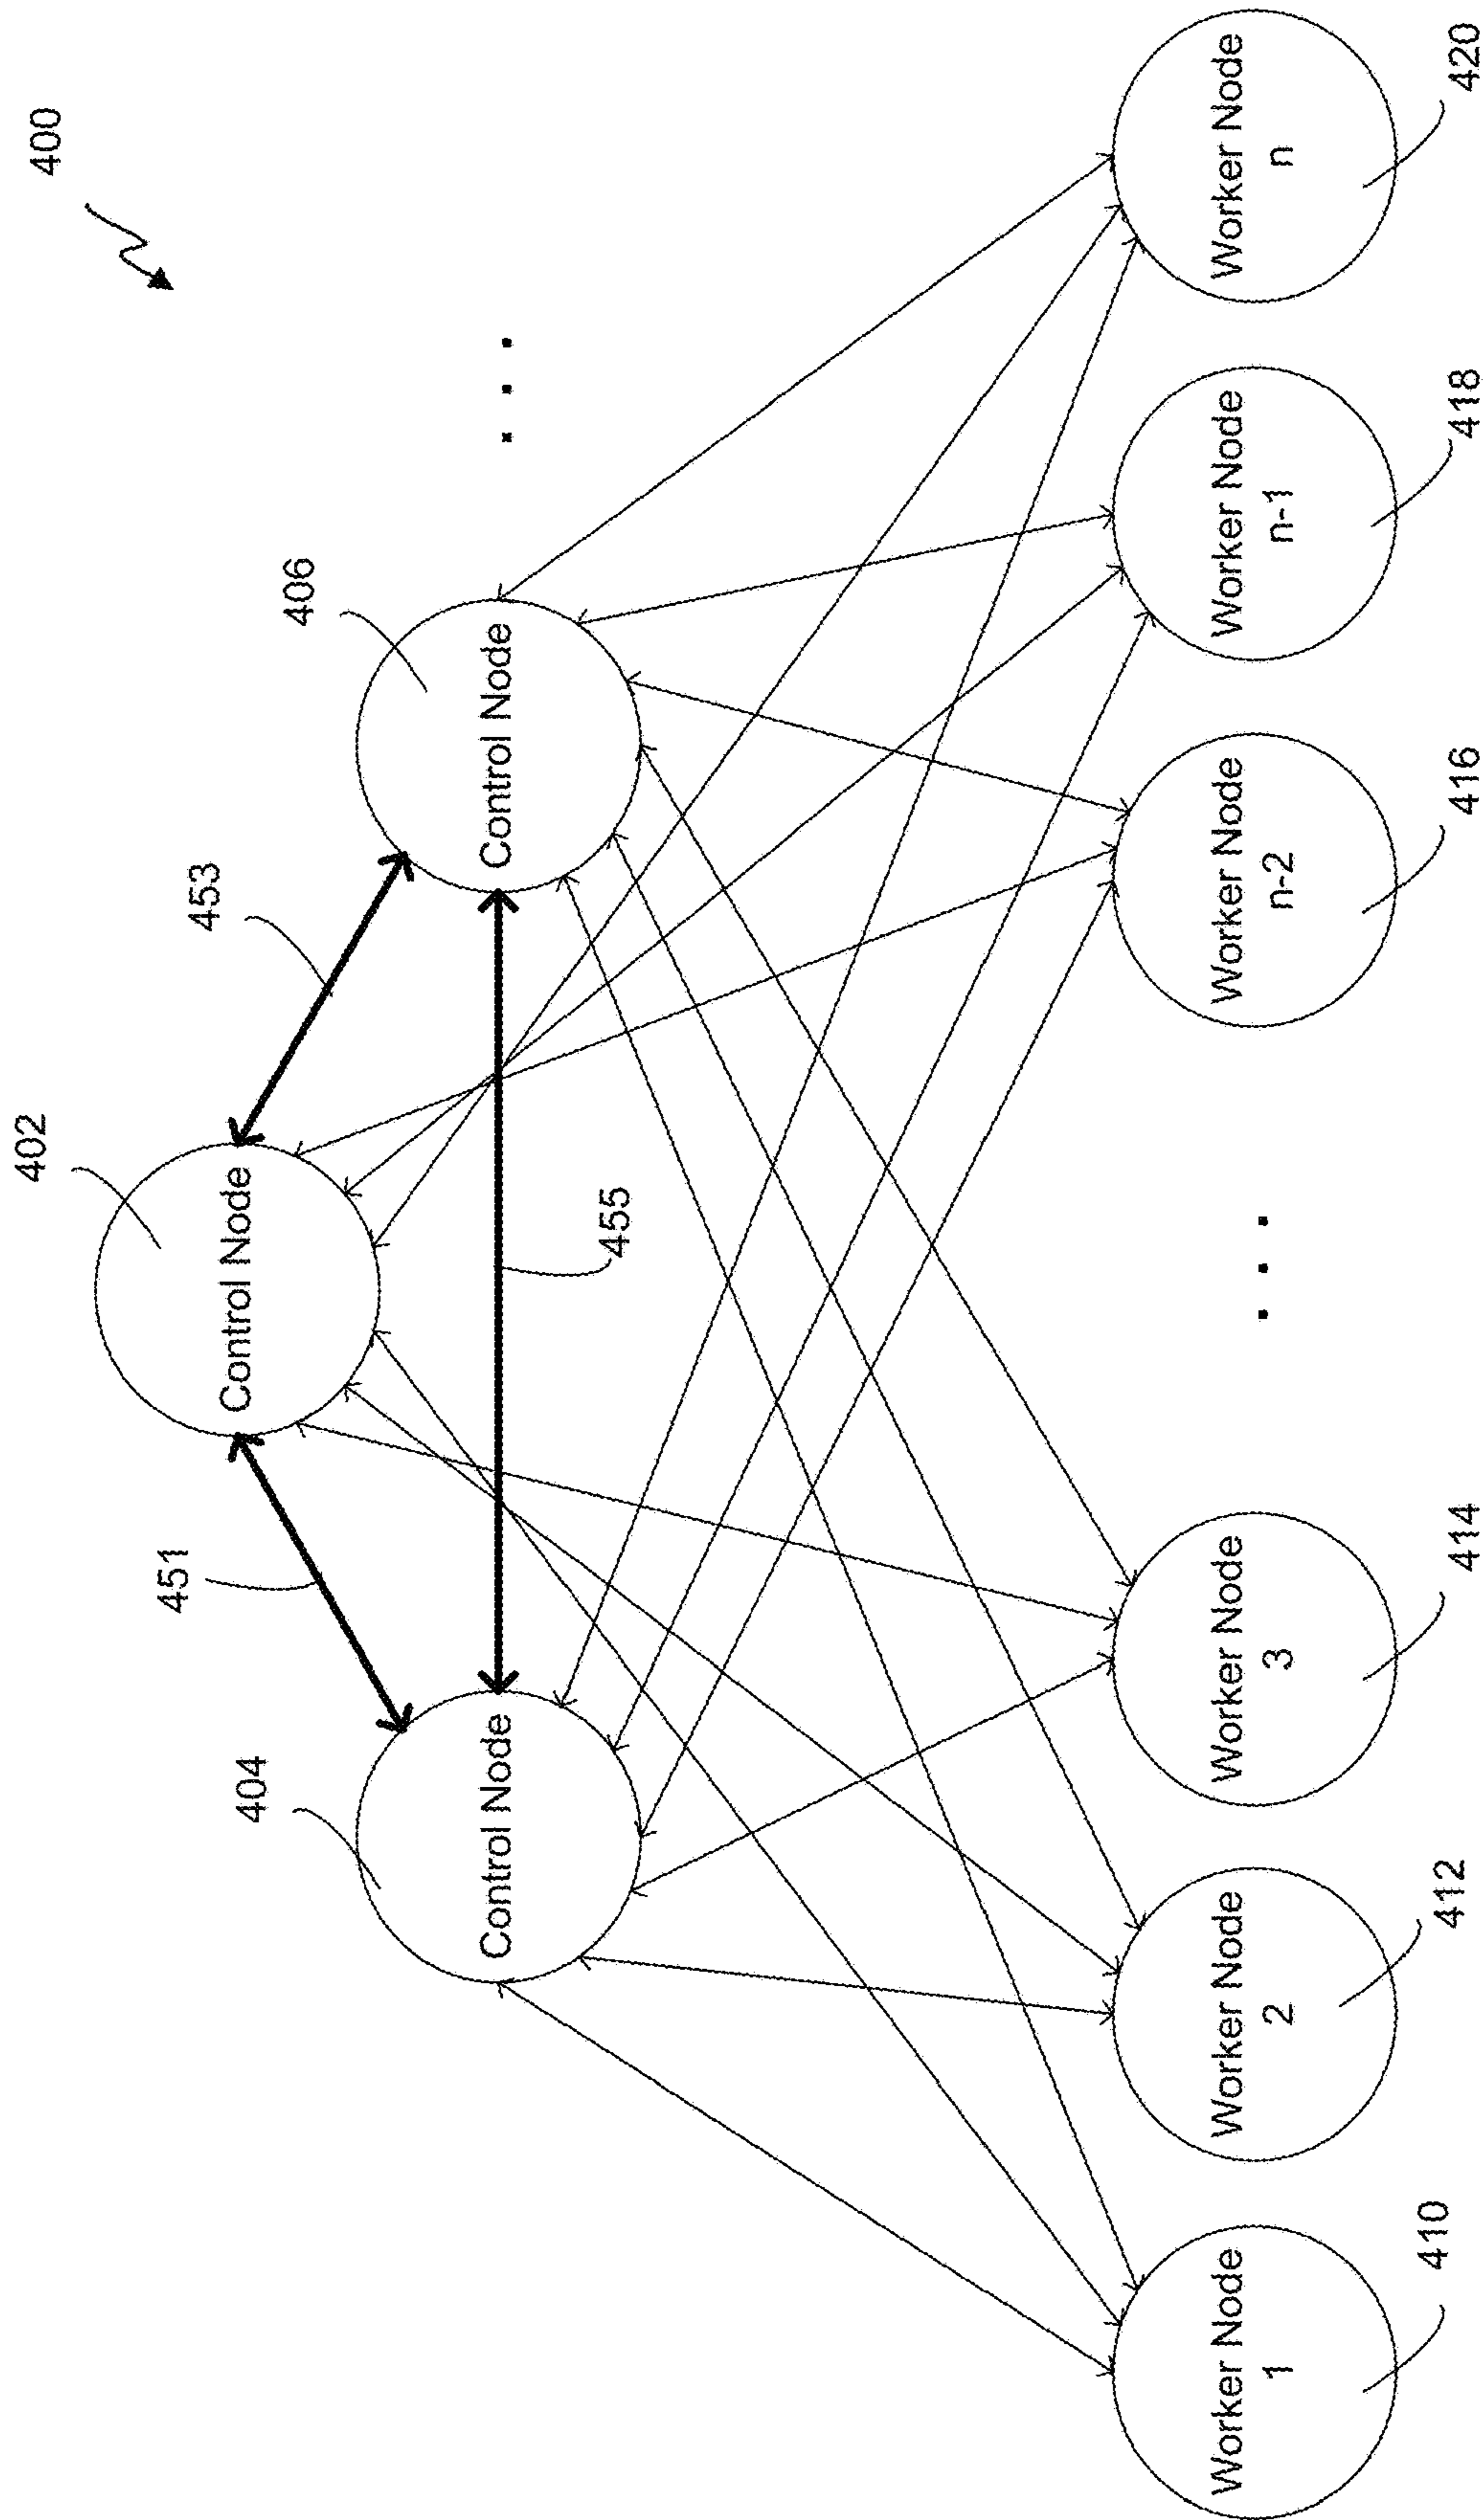 400
402
Control Node
451
453
404
Control Node
406
Control Node
455
. . .
Worker Node
1
Worker Node
2
Worker Node
3
. . .
Worker Node
n-2
Worker Node
n-1
Worker Node
n
410
412
414
416
418
420